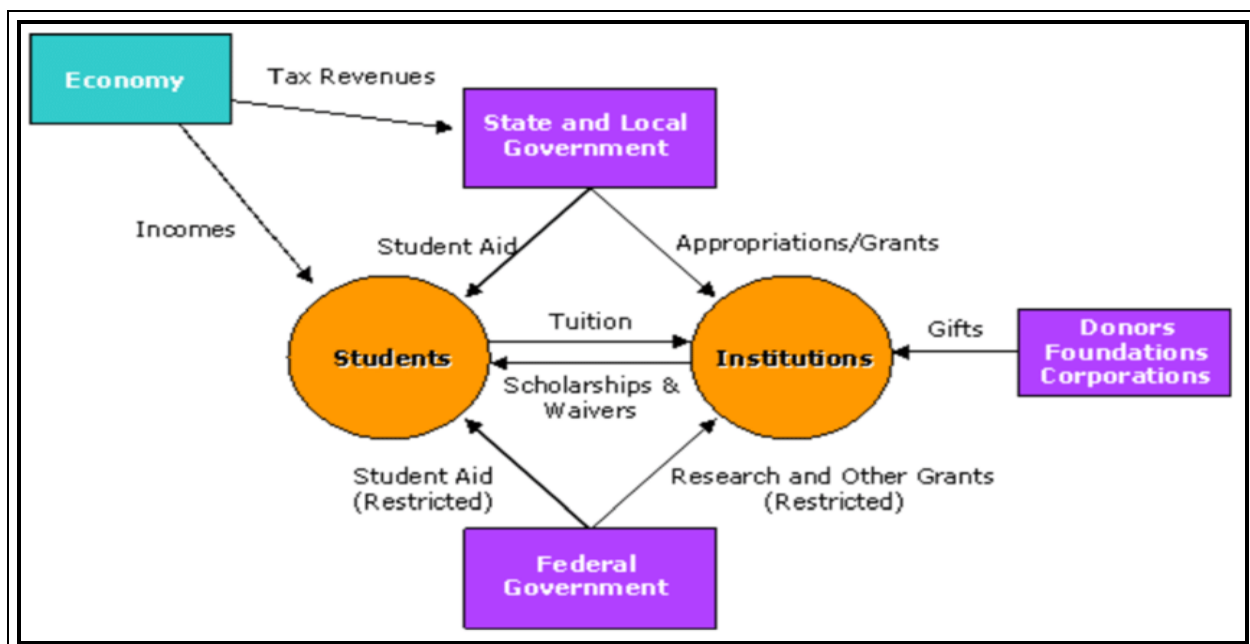 Economy
Tax Revenues
State and Local
Government
Incomes
Student Aid
Appropriations/Grants
Tuition
Students
Institutions
Scholarships &
Waivers
Gifts
Donors
Foundations
Corporations
Student Aid
(Restricted)
Research and Other Grants
(Restricted)
Federal
Government